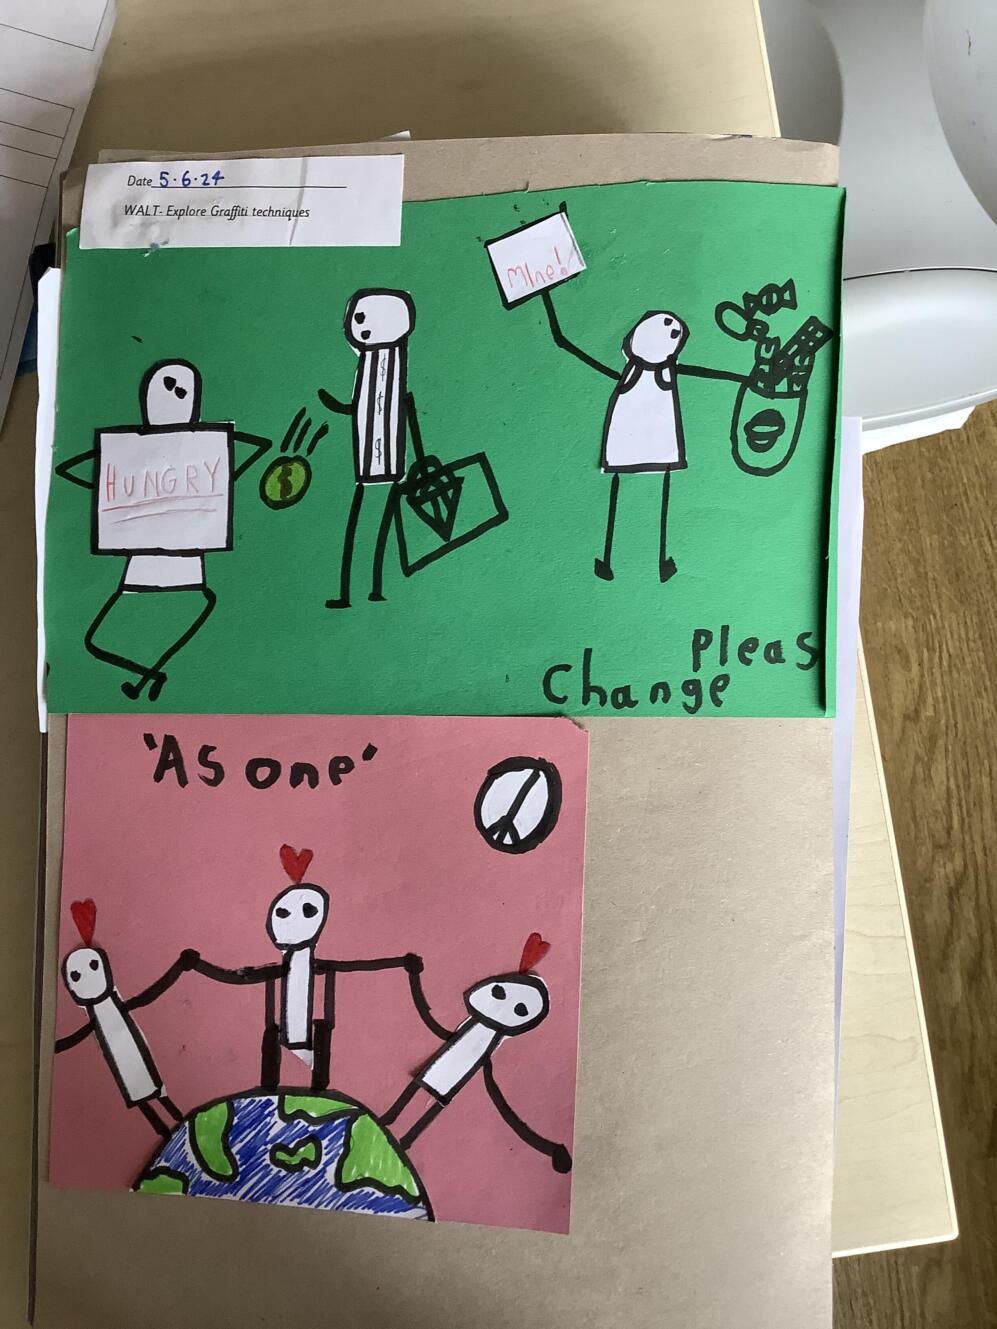 Date 5.6.24
WALT- Explore Graffiti techniques
MIne!
HUNGRY
$
$
$
$
Pleas
Change
'As one'